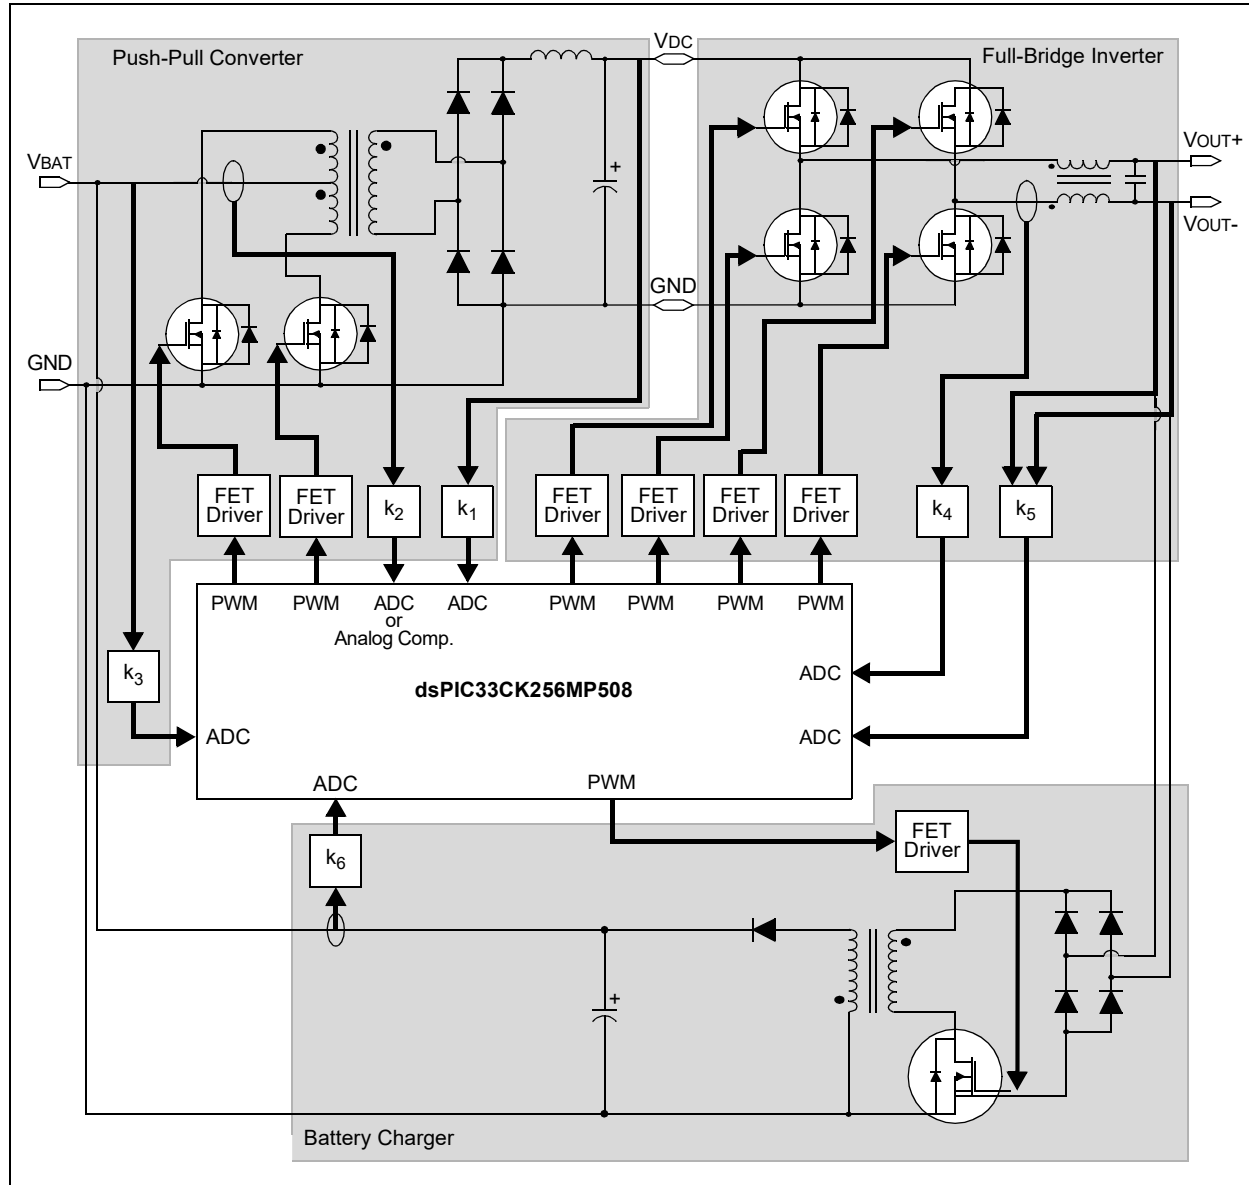 Push-Pull Converter
VDC
Full-Bridge Inverter
VBAT
VOUT+
+
VOUT-
GND
GND
FET
Driver
FET
Driver
k2
k1
FET
Driver
FET
Driver
FET
Driver
FET
Driver
k4
k5
PWM
PWM
ADC
or
Analog Comp.
ADC
PWM
PWM
PWM
PWM
k3
ADC
dsPIC33CK256MP508
ADC
ADC
ADC
PWM
k6
FET
Driver
+
Battery Charger